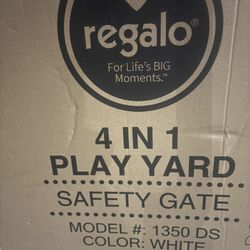 regalo®
For Life's BIG
Moments.™
4 IN 1
PLAY YARD
SAFETY GATE
MODEL #: 1350 DS
COLOR: WHITE